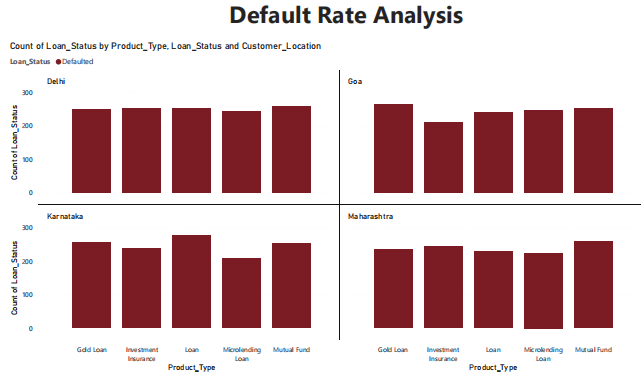 Default Rate Analysis
Count of Loan_Status by Product_Type, Loan_Status and Customer_Location
Loan_Status Defaulted
Delhi
Goa
Count of Loan_Status
300
200
100
0
Karnataka
Maharashtra
Count of Loan_Status
300
200
100
0
Gold Loan Investment Insurance Loan Microlending Loan Mutual Fund
Gold Loan Investment Insurance Loan Microlending Loan Mutual Fund
Product_Type
Product_Type